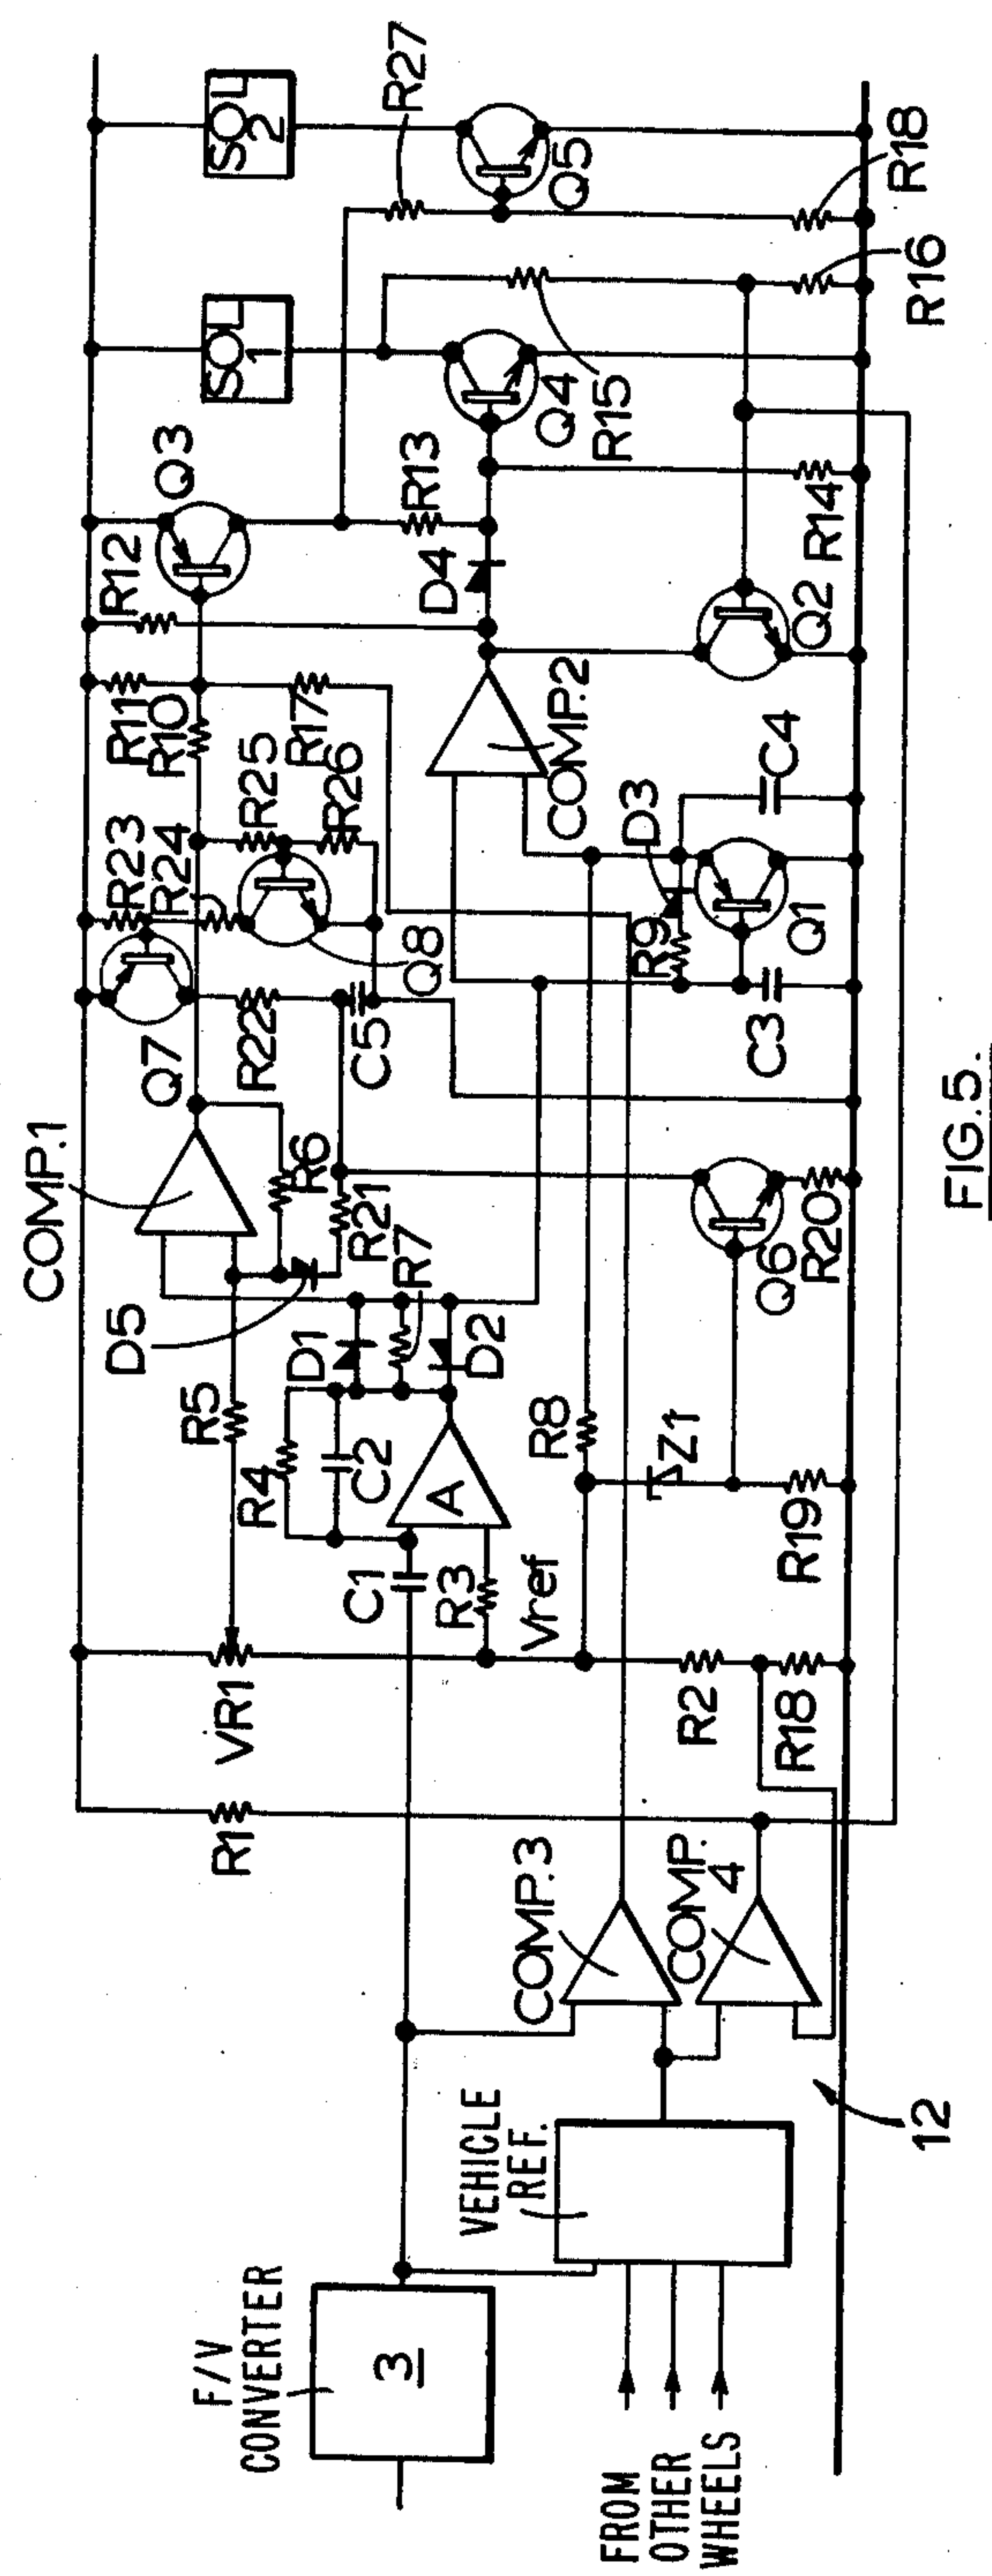 F/V
CONVERTER
3
FROM
OTHER
WHEELS
VEHICLE
REF.
12
COMP.3
COMP.
4
R1
VR1
R2
R18
Vref
C1
R3
R4
C2
A
R5
D5
D1
R7
D2
R6
R21
COMP.1
R8
Z1
R19
Q6
R20
Q7
R22
C5
Q8
R23
R24
R25
R26
R11
R10
R17
R12
Q3
C3
R9
D3
Q1
C4
COMP.2
D4
R13
Q2
R14
Q4
R15
R16
SOL
1
SOL
2
R27
Q5
R18
FIG.5.